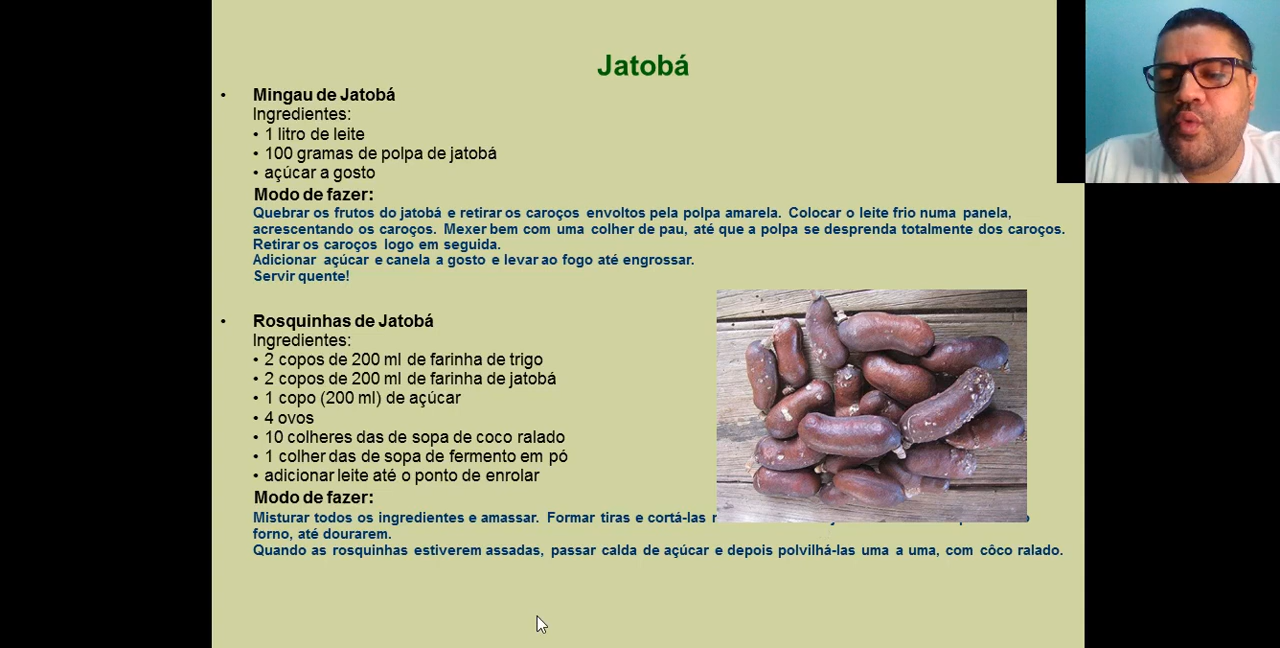 Jatobá
• Mingau de Jatobá
Ingredientes:
• 1 litro de leite
• 100 gramas de polpa de jatobá
• açúcar a gosto
Modo de fazer:
Quebrar os frutos do jatobá e retirar os caroços envoltos pela polpa amarela. Colocar o leite frio numa panela,
acrescentando os caroços. Mexer bem com uma colher de pau, até que a polpa se desprenda totalmente dos caroços.
Retirar os caroços logo em seguida.
Adicionar açúcar e canela a gosto e levar ao fogo até engrossar.
Servir quente!
• Rosquinhas de Jatobá
Ingredientes:
• 2 copos de 200 ml de farinha de trigo
• 2 copos de 200 ml de farinha de jatobá
• 1 copo (200 ml) de açúcar
• 4 ovos
• 10 colheres das de sopa de coco ralado
• 1 colher das de sopa de fermento em pó
• adicionar leite até o ponto de enrolar
Modo de fazer:
Misturar todos os ingredientes e amassar. Formar tiras e cortá-las
forno, até dourarem.
Quando as rosquinhas estiverem assadas, passar calda de açúcar e depois polvilhá-las uma a uma, com côco ralado.